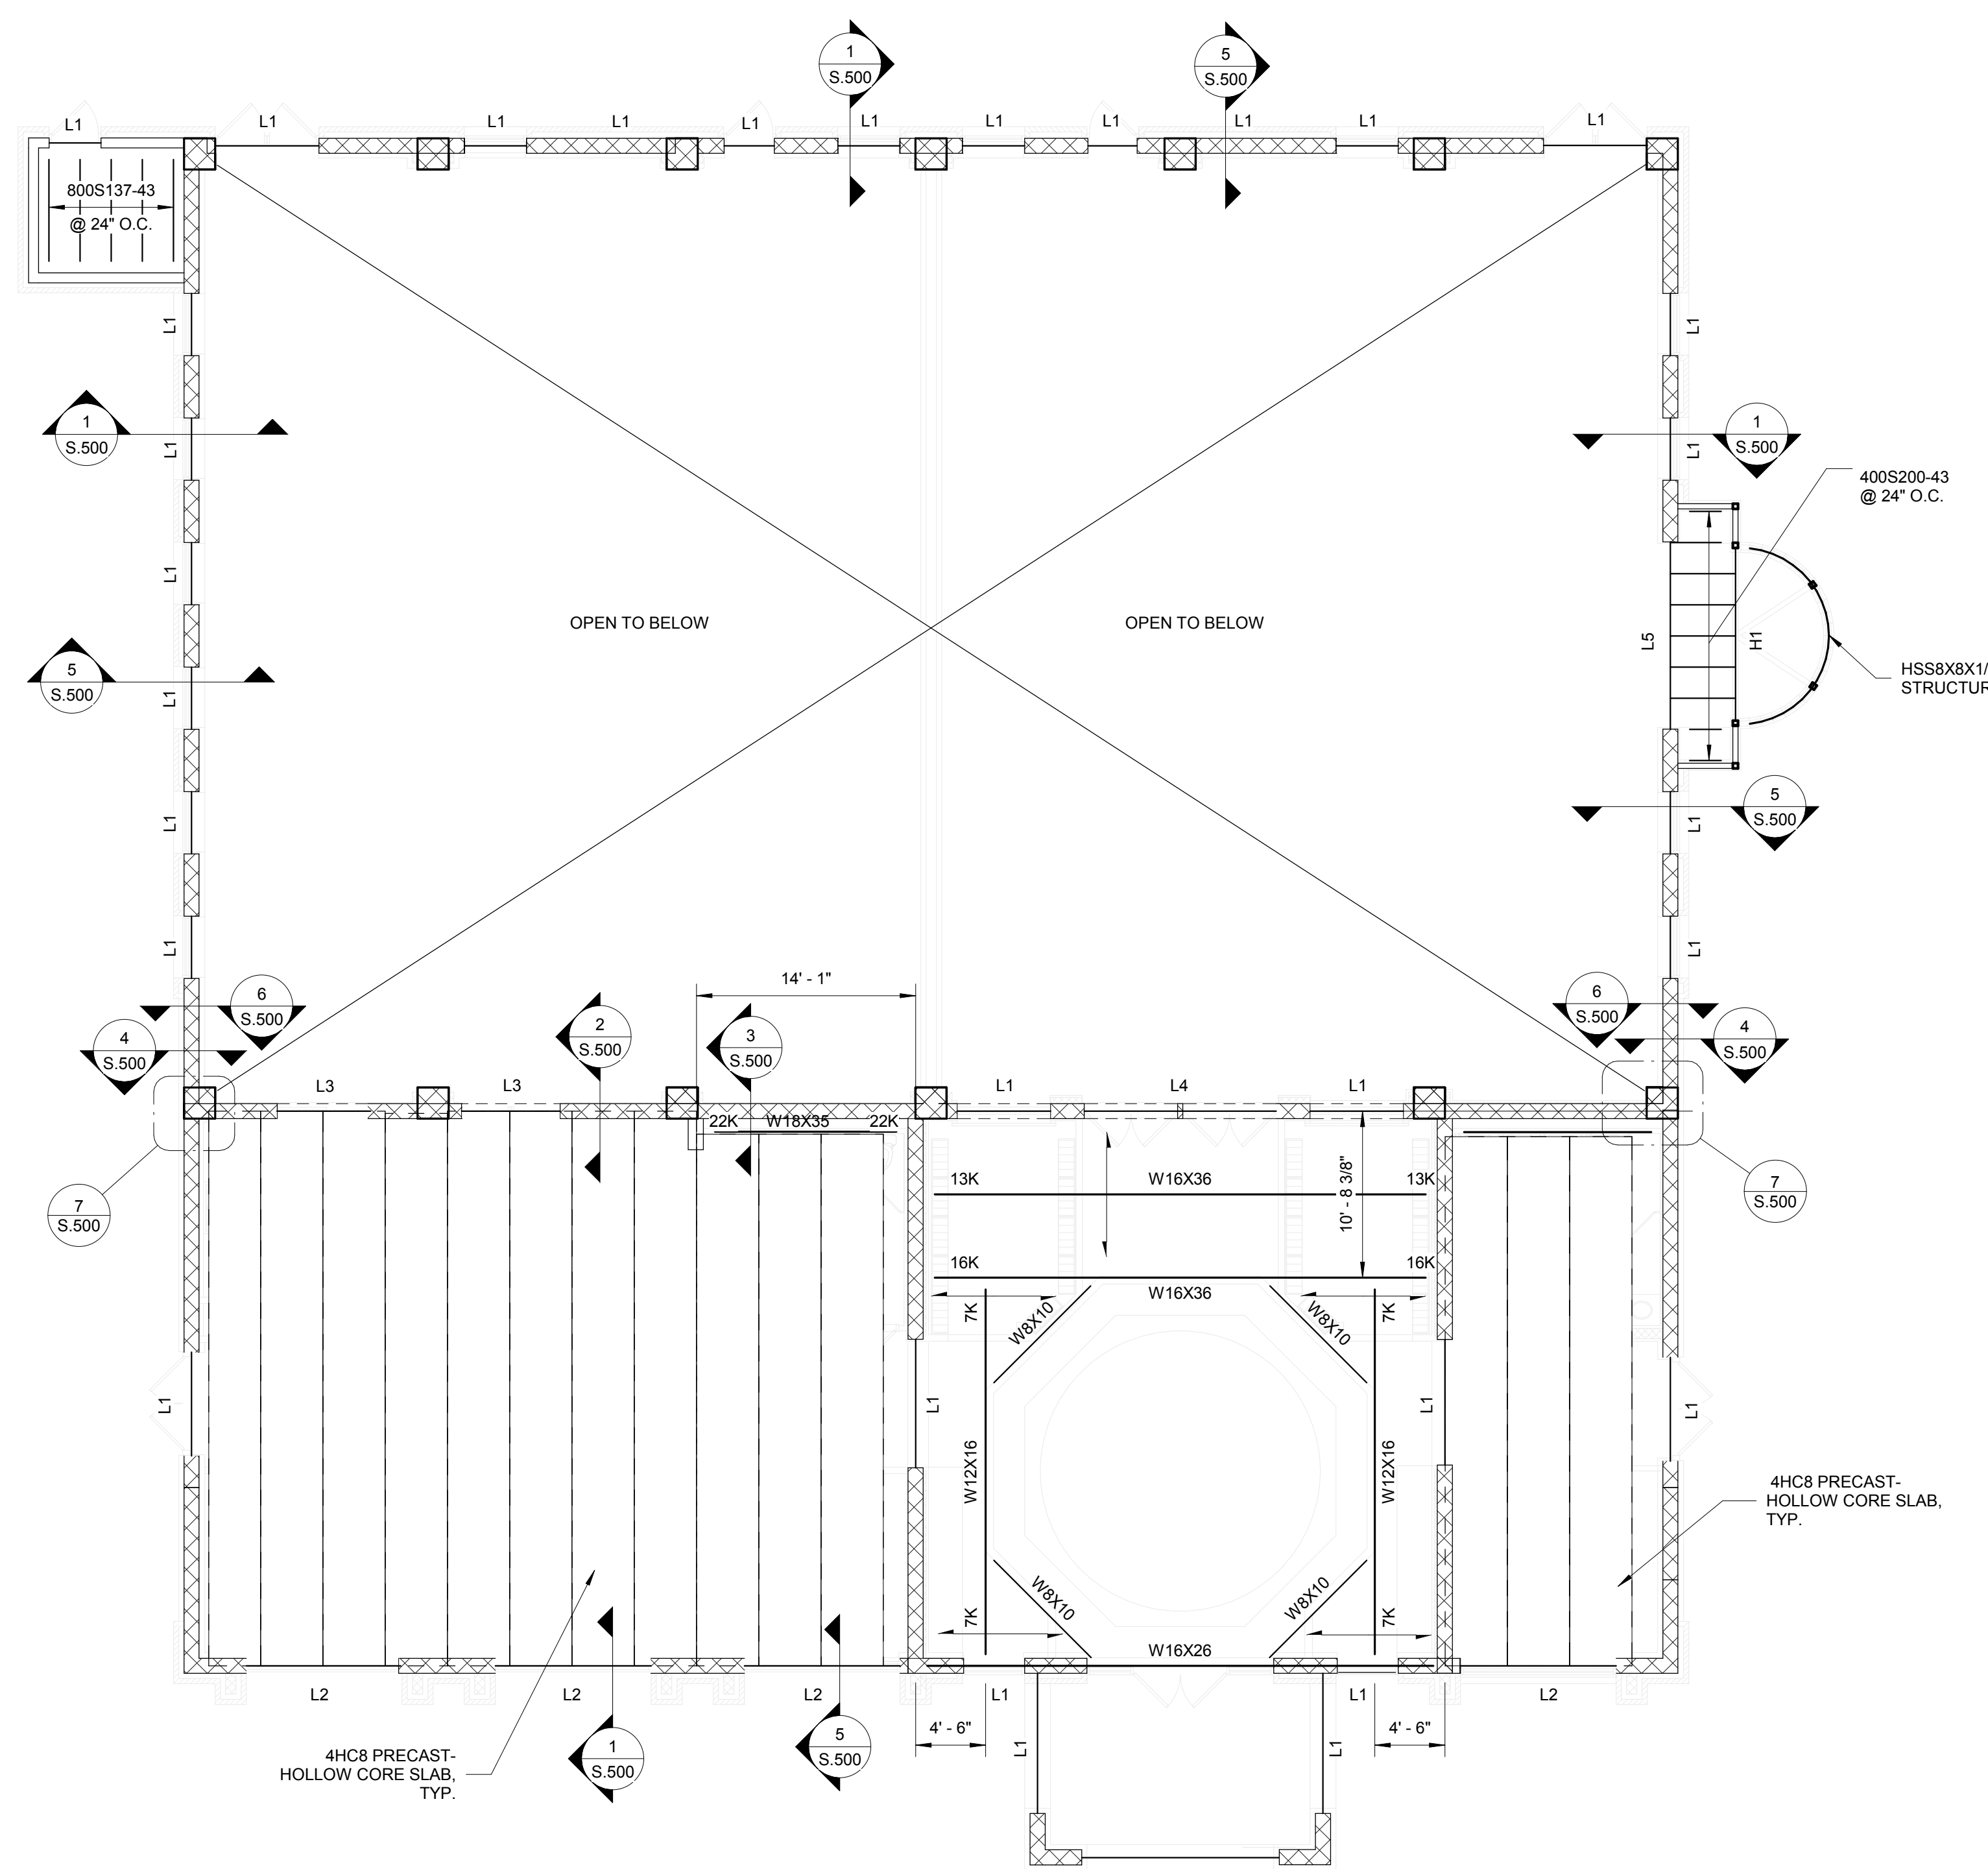 1
S.500
5
S.500
L1
L1
L1
L1
L1
L1
L1
L1
L1
L1
L1
800S137-43
@ 24" O.C.
L1
L1
1
S.500
L1
L1
1
S.500
400S200-43
@ 24" O.C.
L1
OPEN TO BELOW
OPEN TO BELOW
L5
H1
HSS8X8X1/
STRUCTUR
5
S.500
L1
L1
L1
5
S.500
L1
L1
14' - 1"
6
S.500
4
S.500
2
S.500
3
S.500
6
S.500
4
S.500
L3
L3
L1
L4
L1
22K
W18X35
22K
13K
W16X36
13K
10' - 8 3/8"
7
S.500
7
S.500
16K
W16X36
16K
7K
W8X10
W8X10
7K
L1
L1
L1
L1
W12X16
W12X16
4HC8 PRECAST-
HOLLOW CORE SLAB,
TYP.
7K
W8X10
W8X10
7K
W16X26
L2
L2
L2
L1
L1
L2
4' - 6"
4' - 6"
L1
L1
1
S.500
5
S.500
4HC8 PRECAST-
HOLLOW CORE SLAB,
TYP.